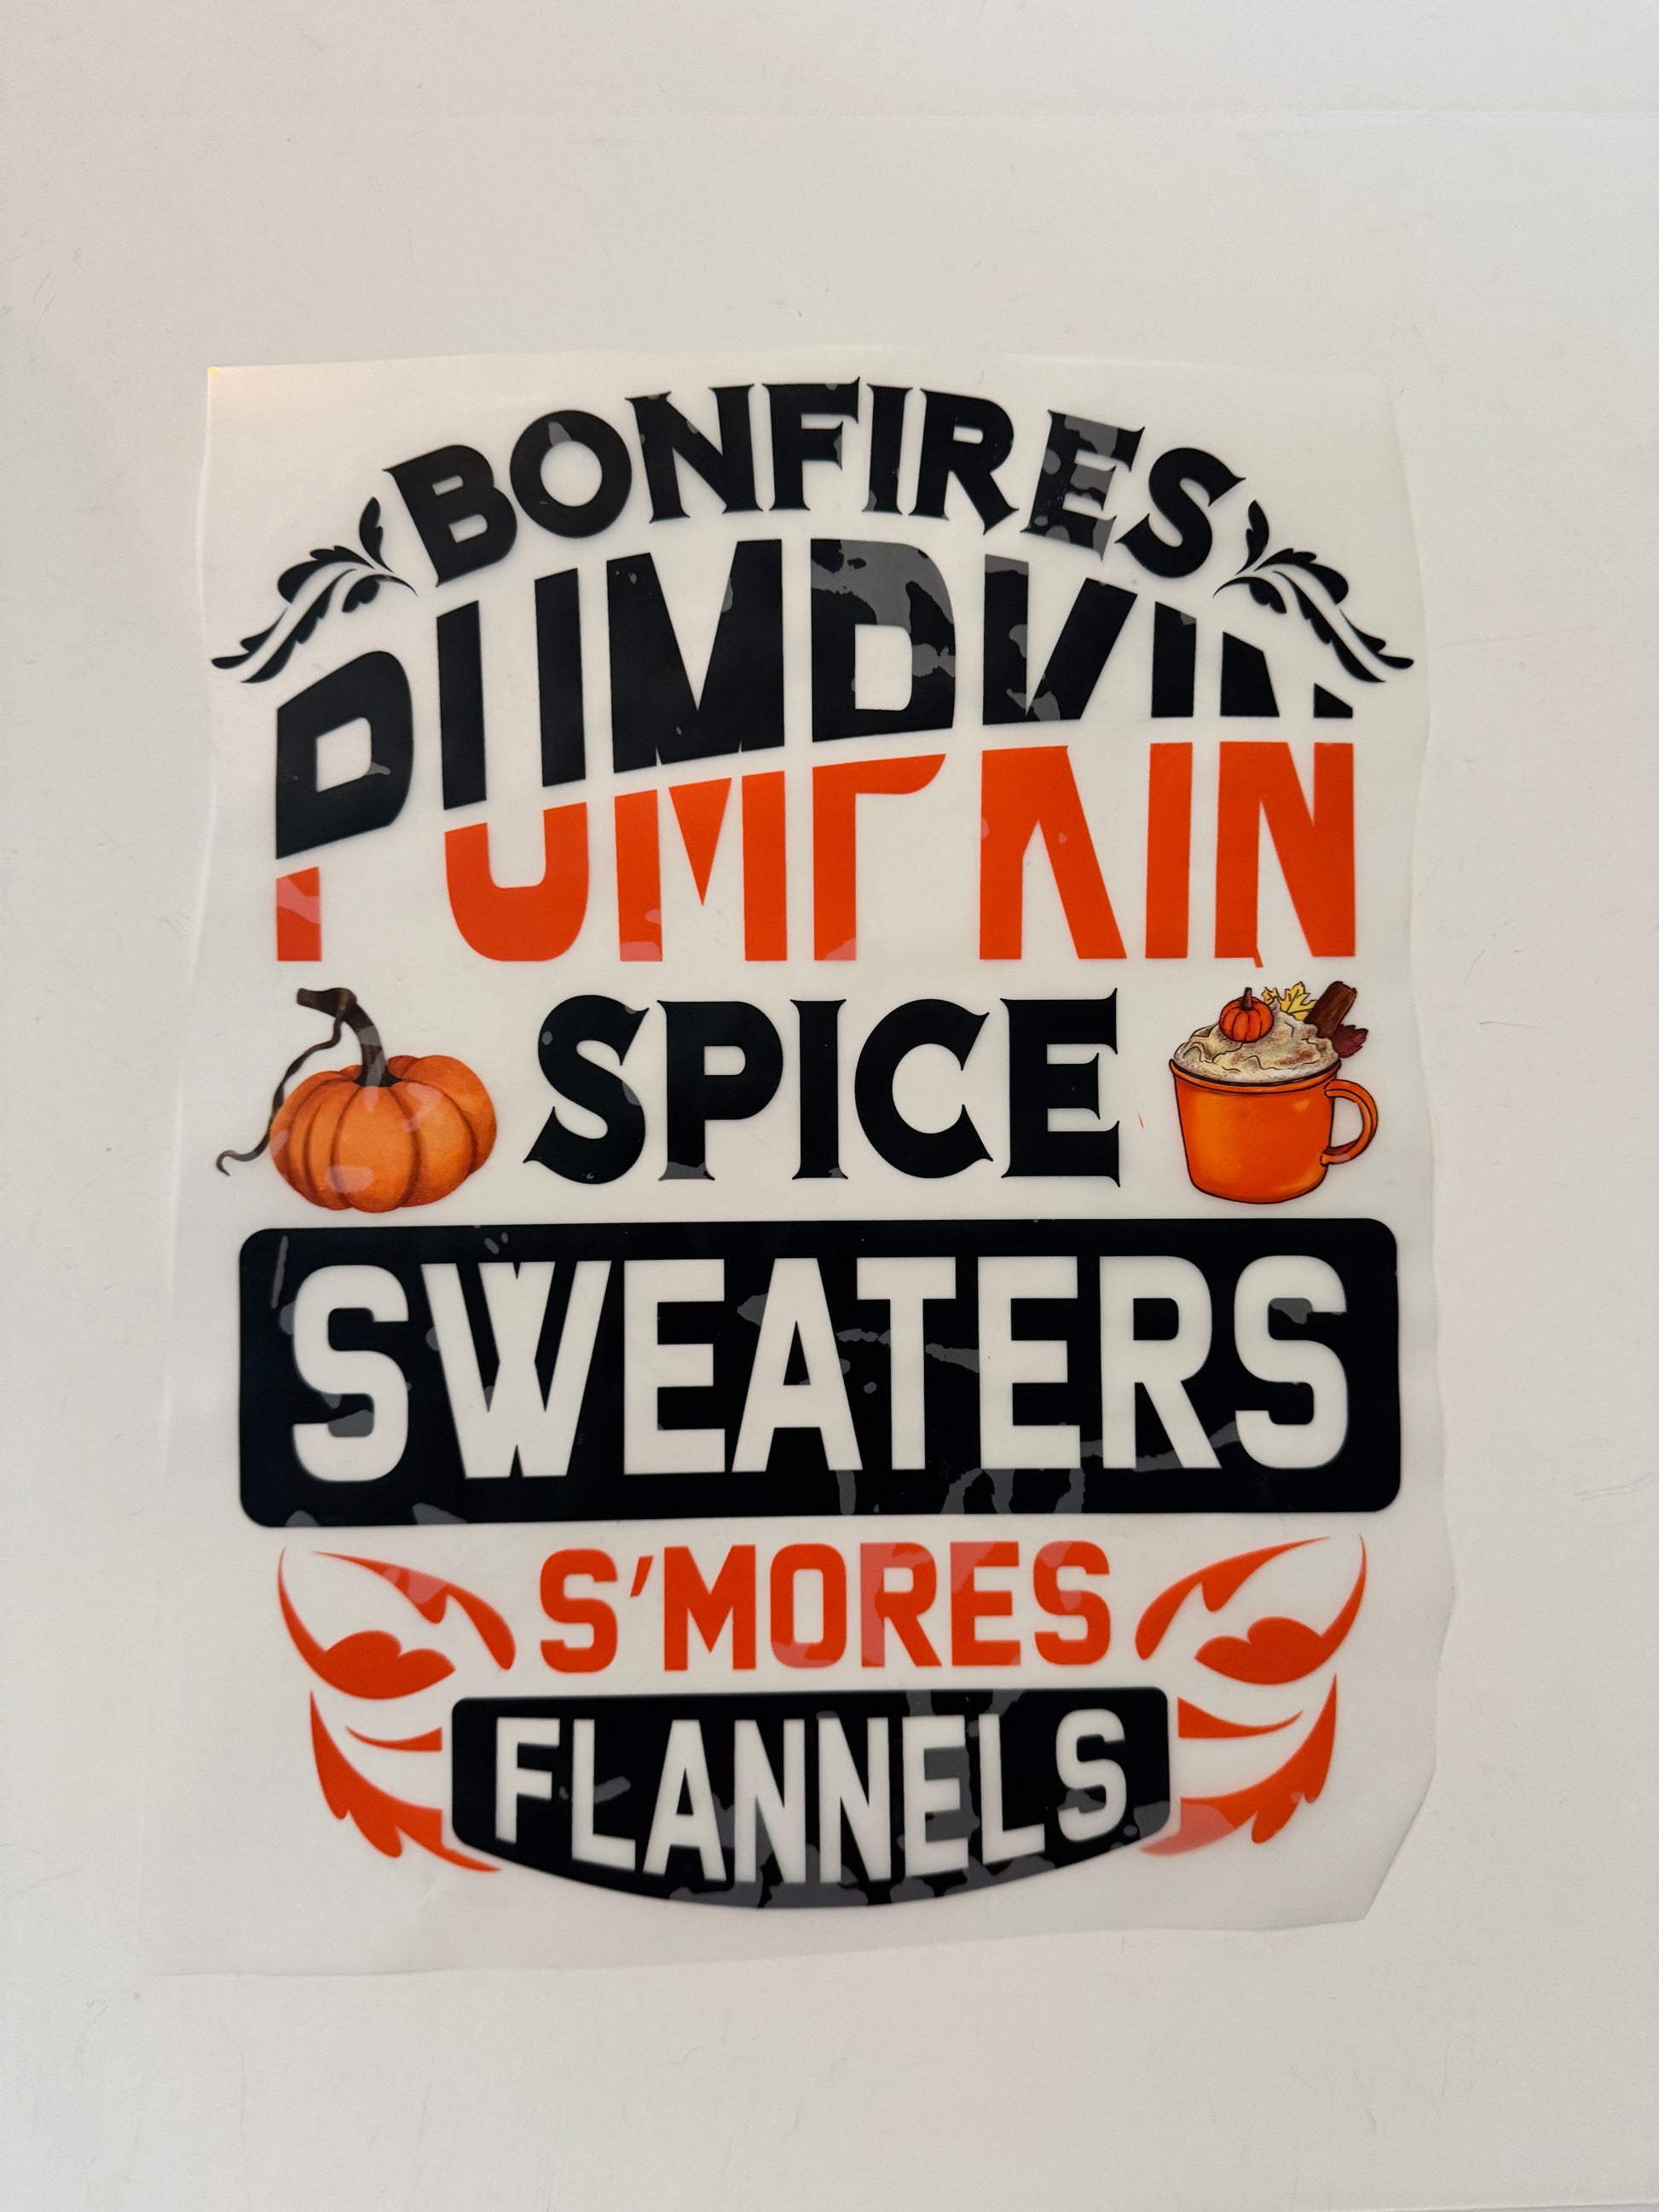 BONFIRES
PUMPKIN
SPICE
SWEATERS
S'MORES
FLANNELS